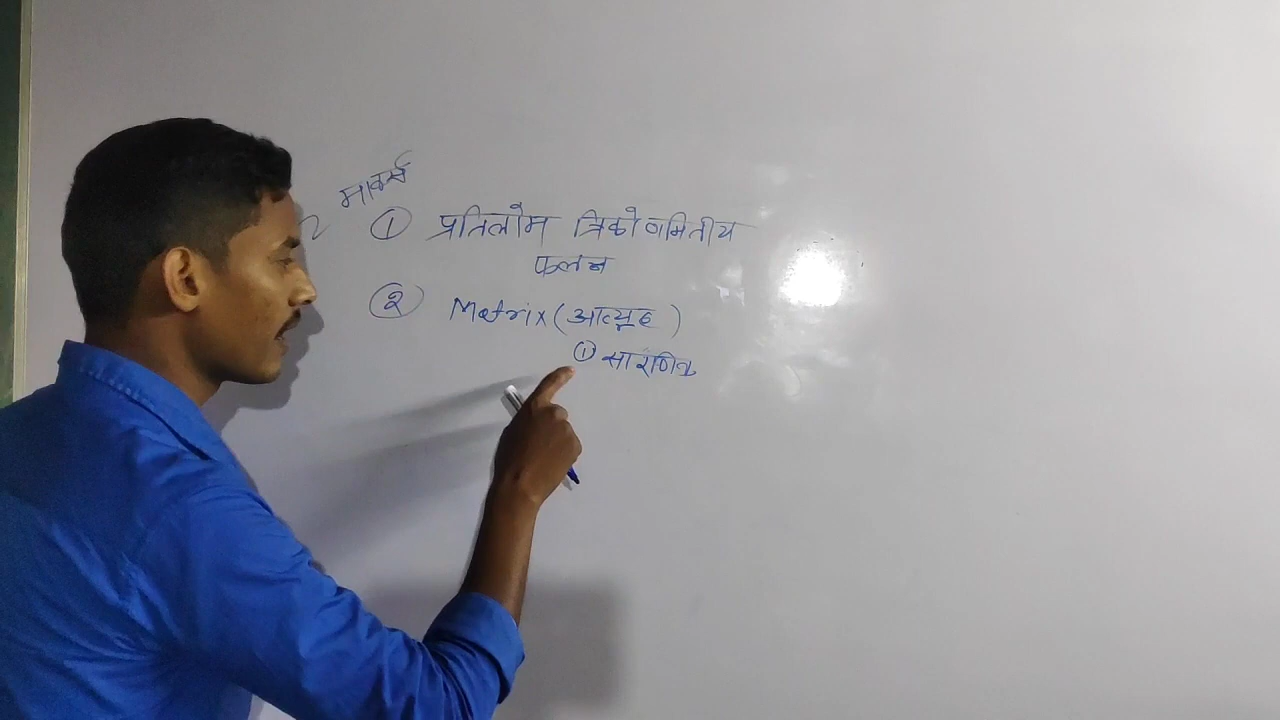 मार्क्स
① प्रतिलोम त्रिकोणमितीय
फलन
② Matrix (आव्यूह)
① सारणिक